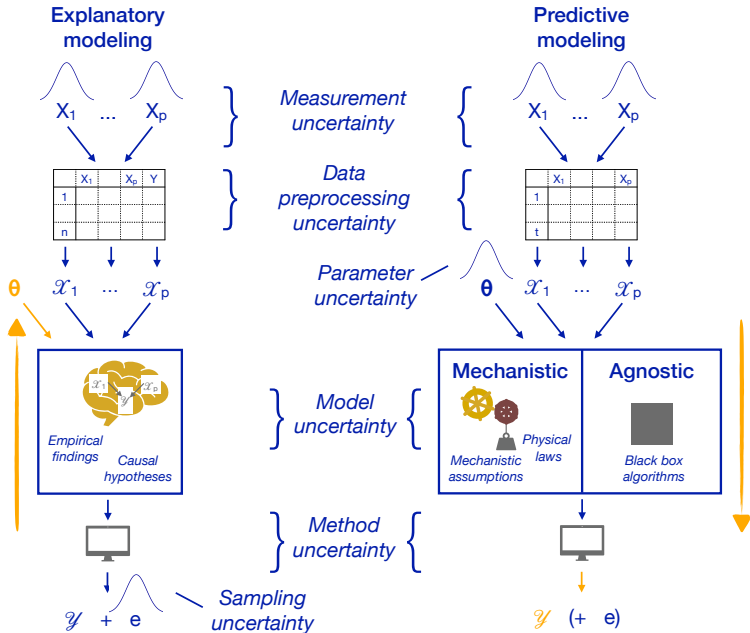 Explanatory modeling
Predictive modeling
X1 ... Xp
Measurement uncertainty
X1 ... Xp
X1 Xp Y
1
n
Data preprocessing uncertainty
X1 Xp
1
t
Parameter uncertainty
θ 𝒳1 ... 𝒳p
θ 𝒳1 ... 𝒳p
𝒳1 𝒳p
𝒴
Empirical findings
Causal hypotheses
Model uncertainty
Mechanistic
Agnostic
Mechanistic assumptions
Physical laws
Black box algorithms
Method uncertainty
𝒴 + e
Sampling uncertainty
𝒴 (+ e)